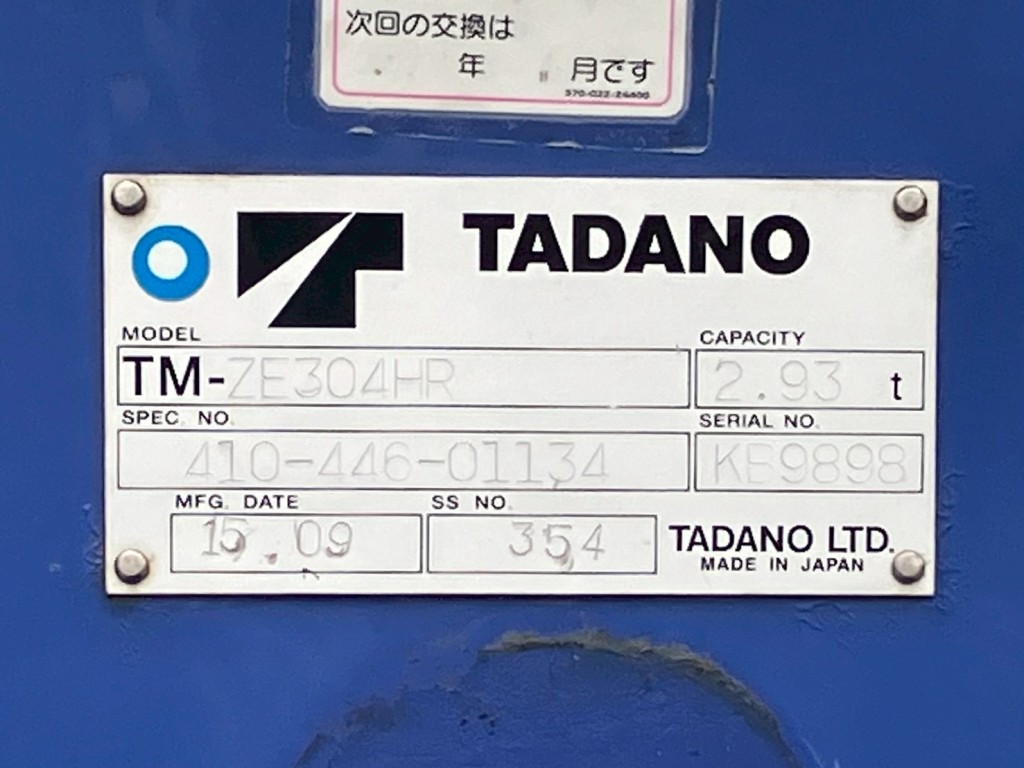 次回の交換は
年 月です
570-022-24600
TADANO
MODEL CAPACITY
TM-ZE304HR 2.93 t
SPEC. NO. SERIAL NO.
410-446-01134 KE9898
MFG. DATE SS NO.
15.09 354 TADANO LTD.
MADE IN JAPAN